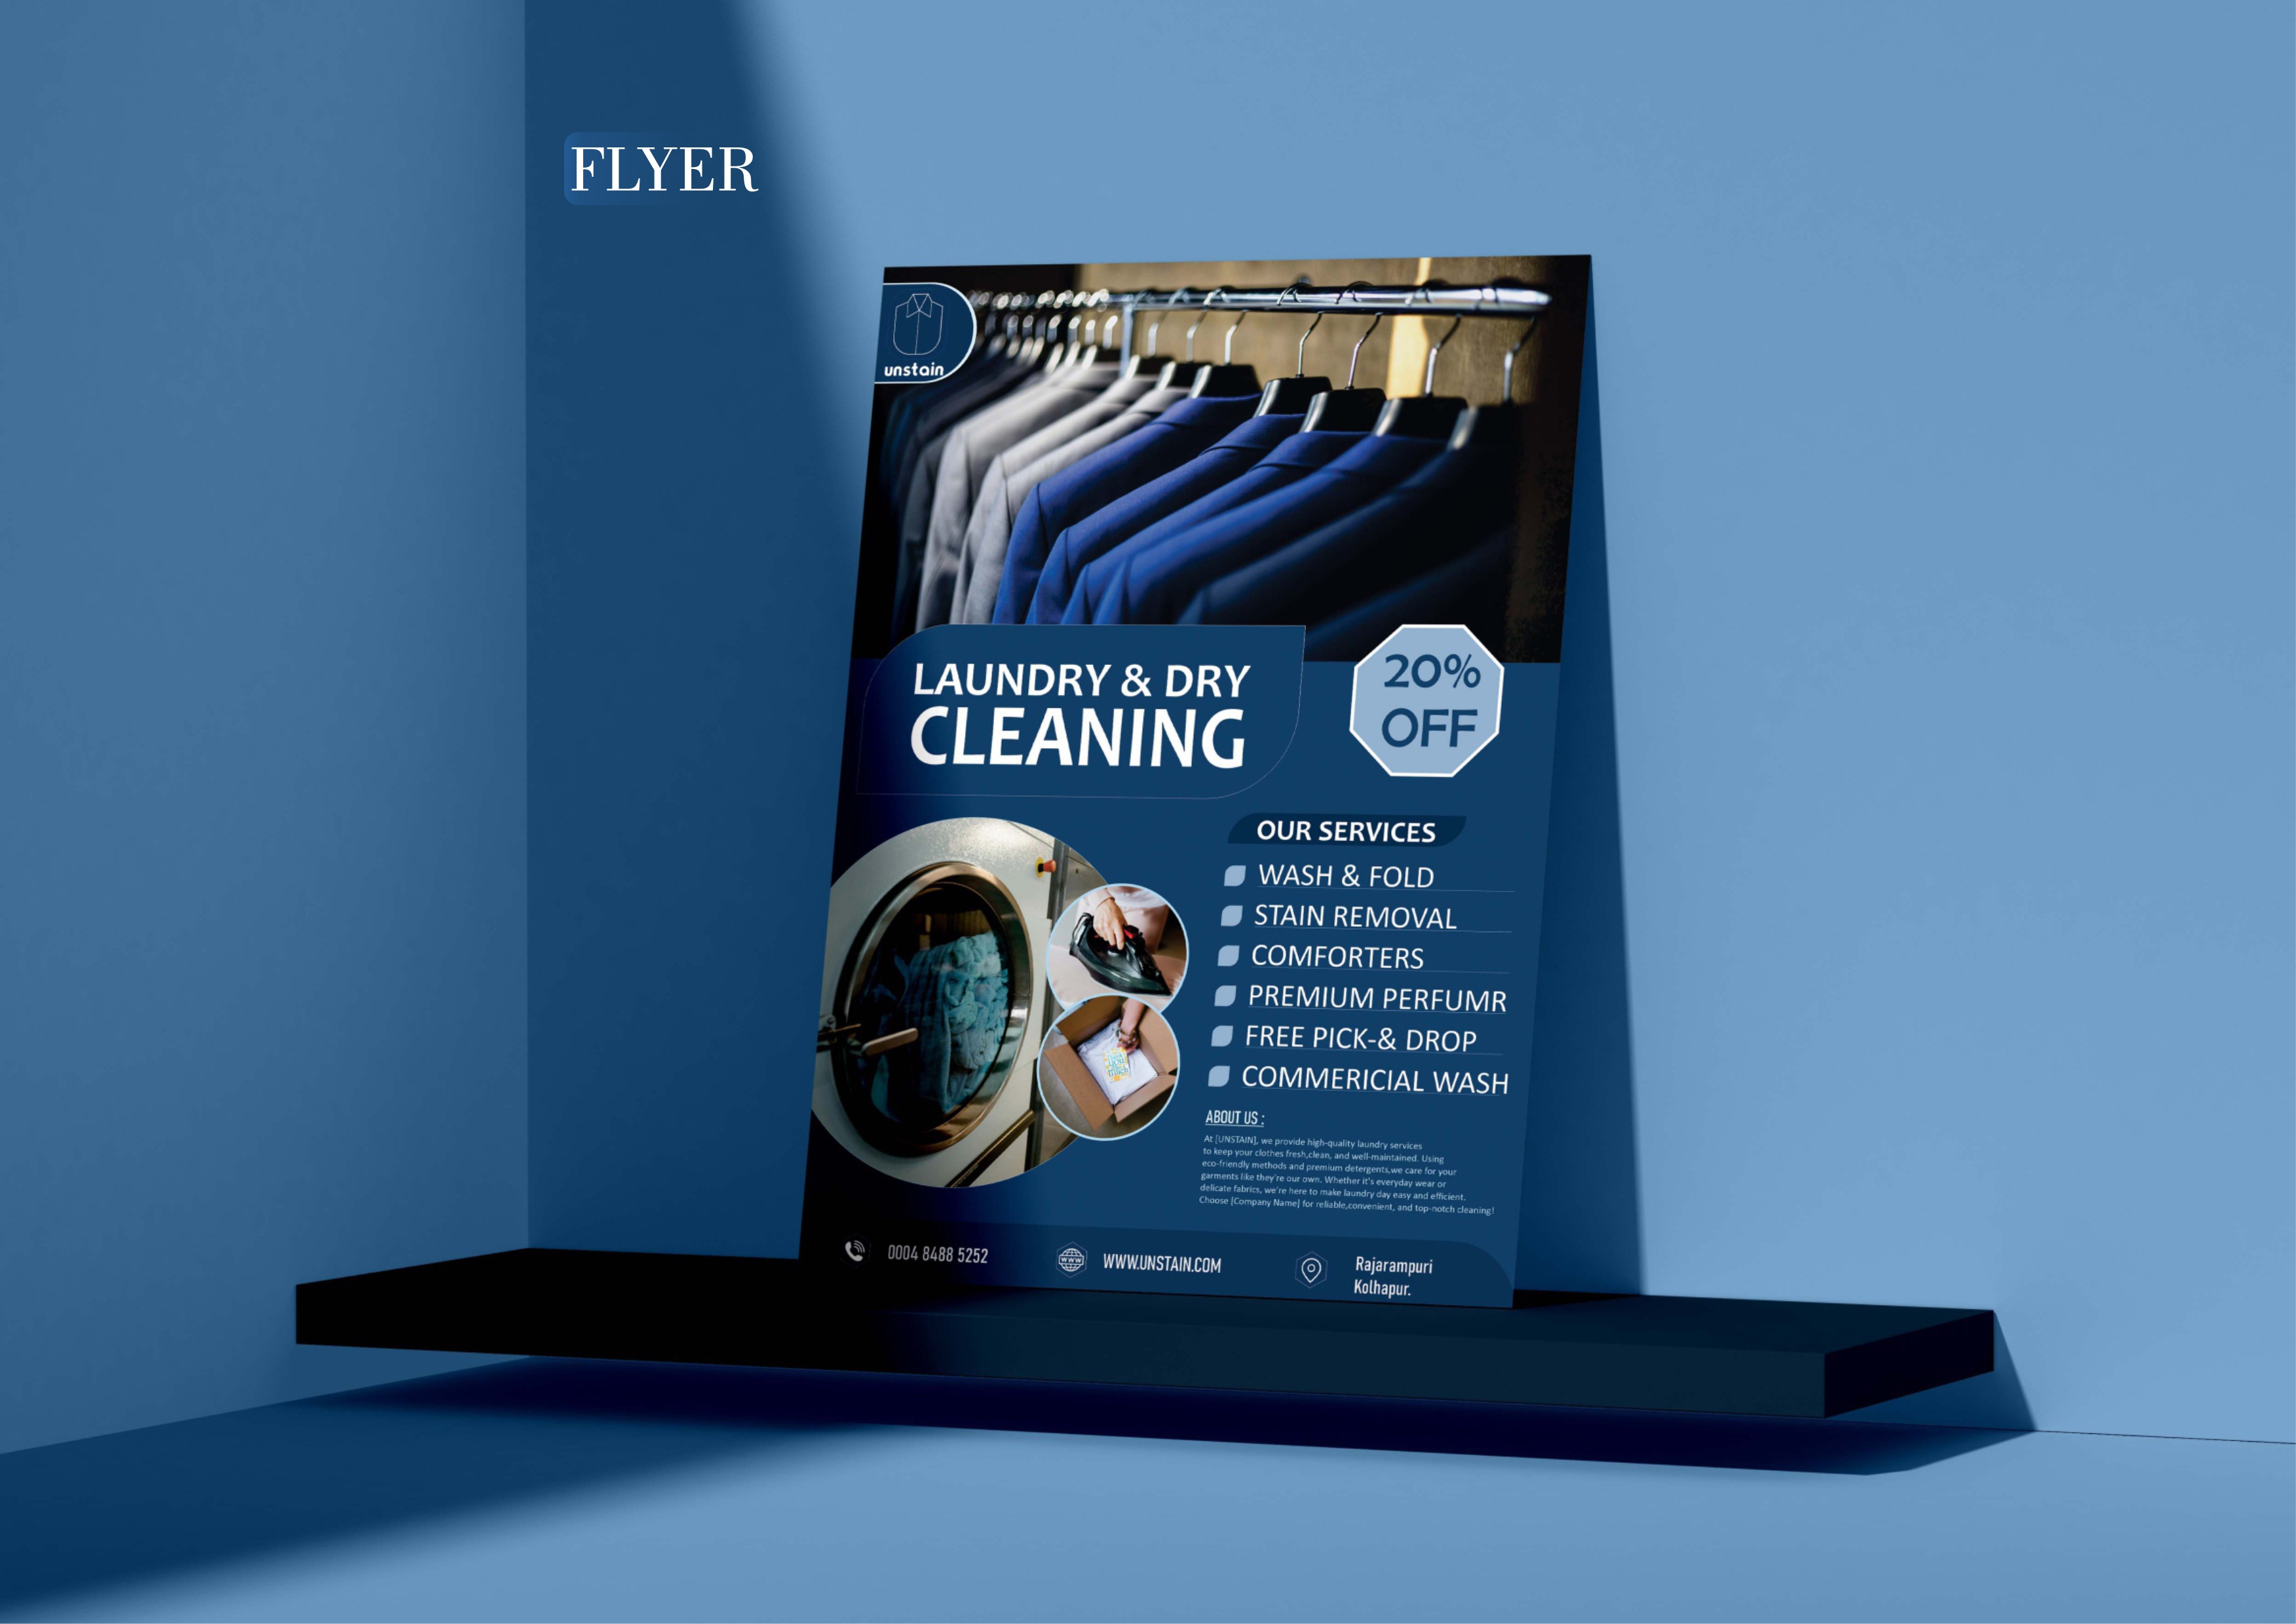 FLYER
unstain
LAUNDRY & DRY
CLEANING
20%
OFF
OUR SERVICES
WASH & FOLD
STAIN REMOVAL
COMFORTERS
PREMIUM PERFUMR
FREE PICK-& DROP
COMMERICIAL WASH
ABOUT US :
At [UNSTAIN], we provide high-quality laundry services
to keep your clothes fresh,clean, and well-maintained. Using
eco-friendly methods and premium detergents,we care for your
garments like they're our own. Whether it's everyday wear or
delicate fabrics, we're here to make laundry day easy and efficient.
Choose [Company Name] for reliable,convenient, and top-notch cleaning!
0004 8488 5252
WWW
WWW.UNSTAIN.COM
Rajarampuri
Kolhapur.